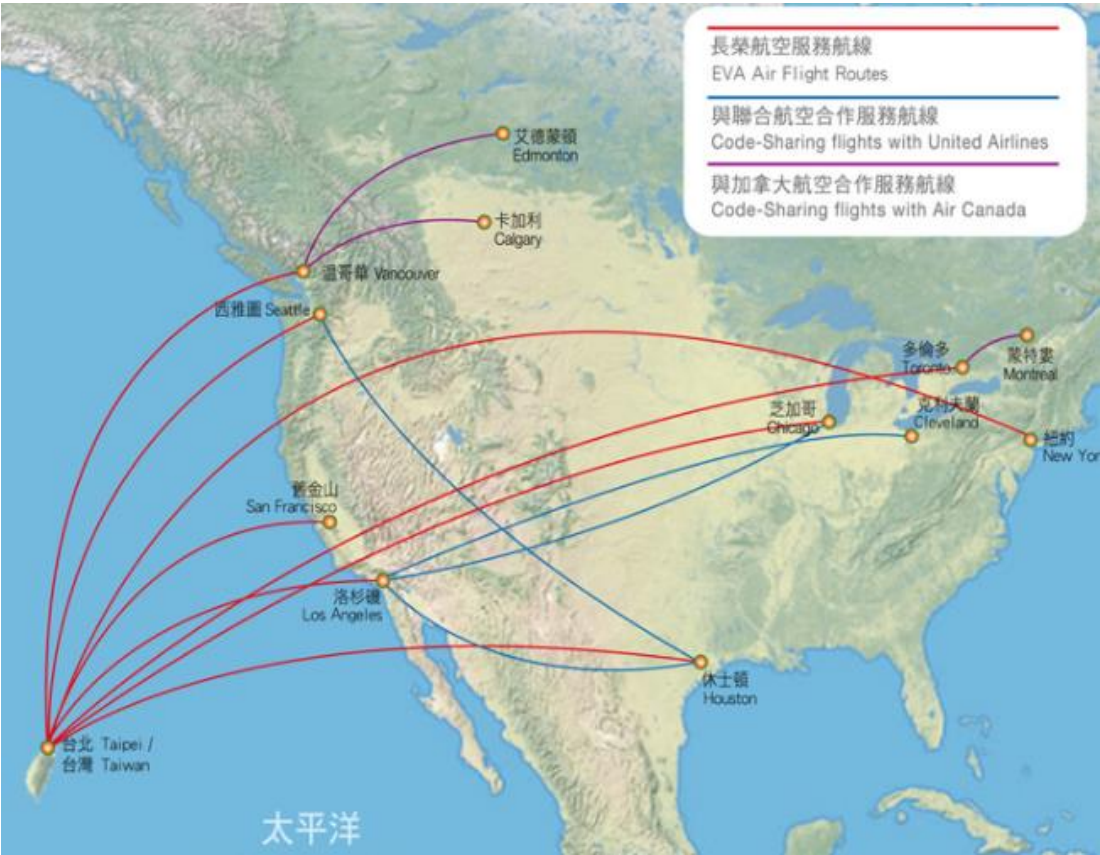 長榮航空服務航線
EVA Air Flight Routes
與聯合航空合作服務航線
Code-Sharing flights with United Airlines
與加拿大航空合作服務航線
Code-Sharing flights with Air Canada
艾德蒙頓
Edmonton
卡加利
Calgary
溫哥華 Vancouver
西雅圖 Seattle
多倫多
Toronto
蒙特婁
Montreal
芝加哥
Chicago
克利夫蘭
Cleveland
紐約
New Yor
舊金山
San Francisco
洛杉磯
Los Angeles
休士頓
Houston
台北 Taipei /
台灣 Taiwan
太平洋